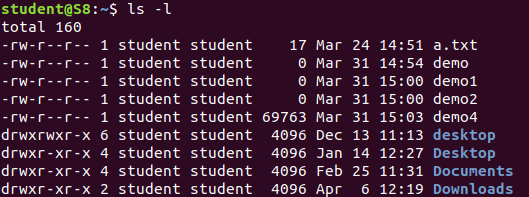 student@S8:~$ ls -l
total 160
-rw-r--r-- 1 student student    17 Mar 24 14:51 a.txt
-rw-r--r-- 1 student student     0 Mar 31 14:54 demo
-rw-r--r-- 1 student student     0 Mar 31 15:00 demo1
-rw-r--r-- 1 student student     0 Mar 31 15:00 demo2
-rw-r--r-- 1 student student 69763 Mar 31 15:03 demo4
drwxrwxr-x 6 student student  4096 Dec 13 11:13 desktop
drwxr-xr-x 4 student student  4096 Jan 14 12:27 Desktop
drwxr-xr-x 4 student student  4096 Feb 25 11:31 Documents
drwxr-xr-x 2 student student  4096 Apr  6 12:19 Downloads